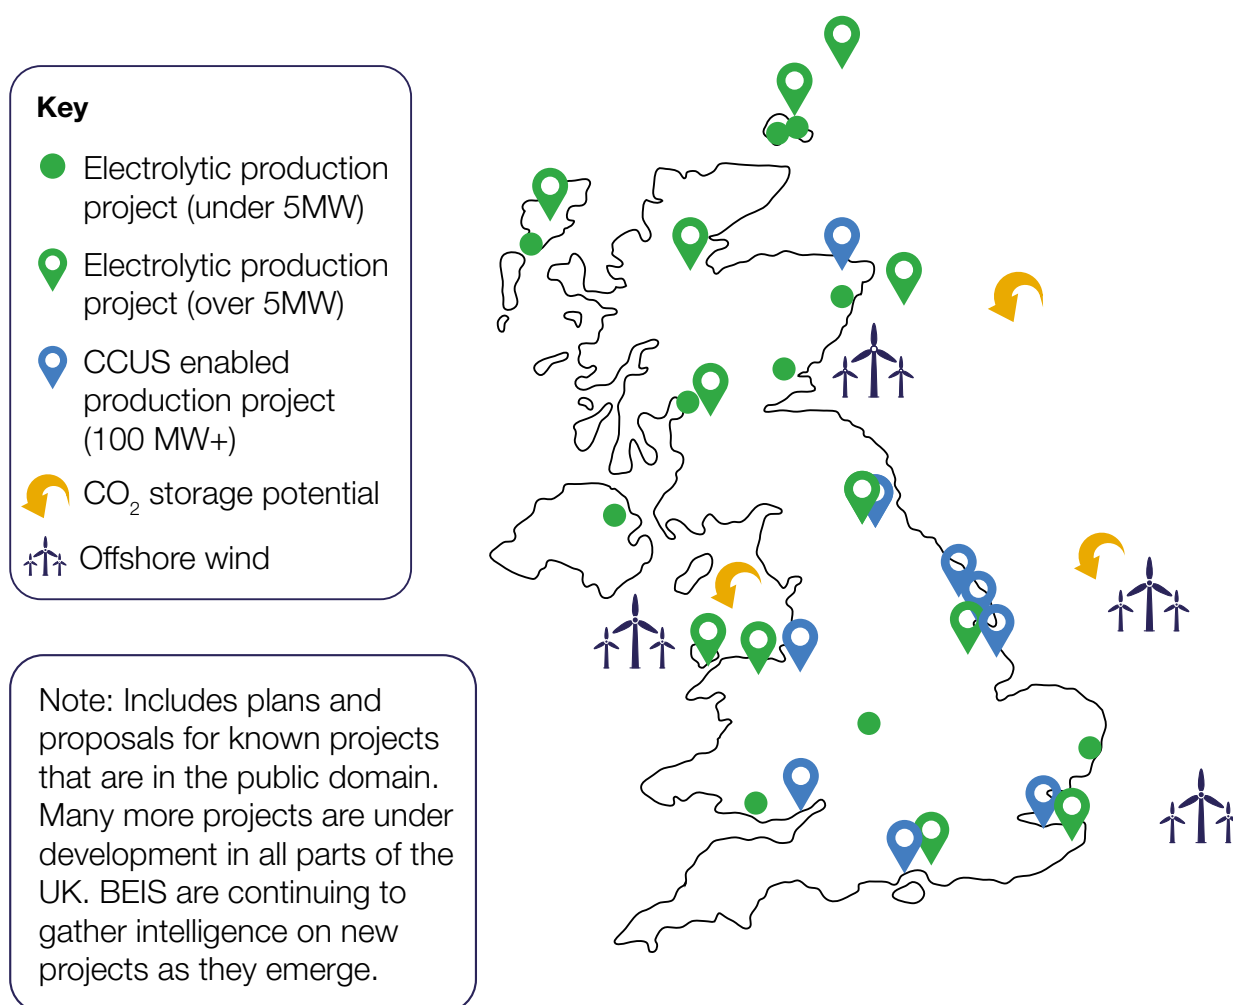 Key
Electrolytic production
project (under 5MW)
Electrolytic production
project (over 5MW)
CCUS enabled
production project
(100 MW+)
CO₂ storage potential
Offshore wind
Note: Includes plans and
proposals for known projects
that are in the public domain.
Many more projects are under
development in all parts of the
UK. BEIS are continuing to
gather intelligence on new
projects as they emerge.